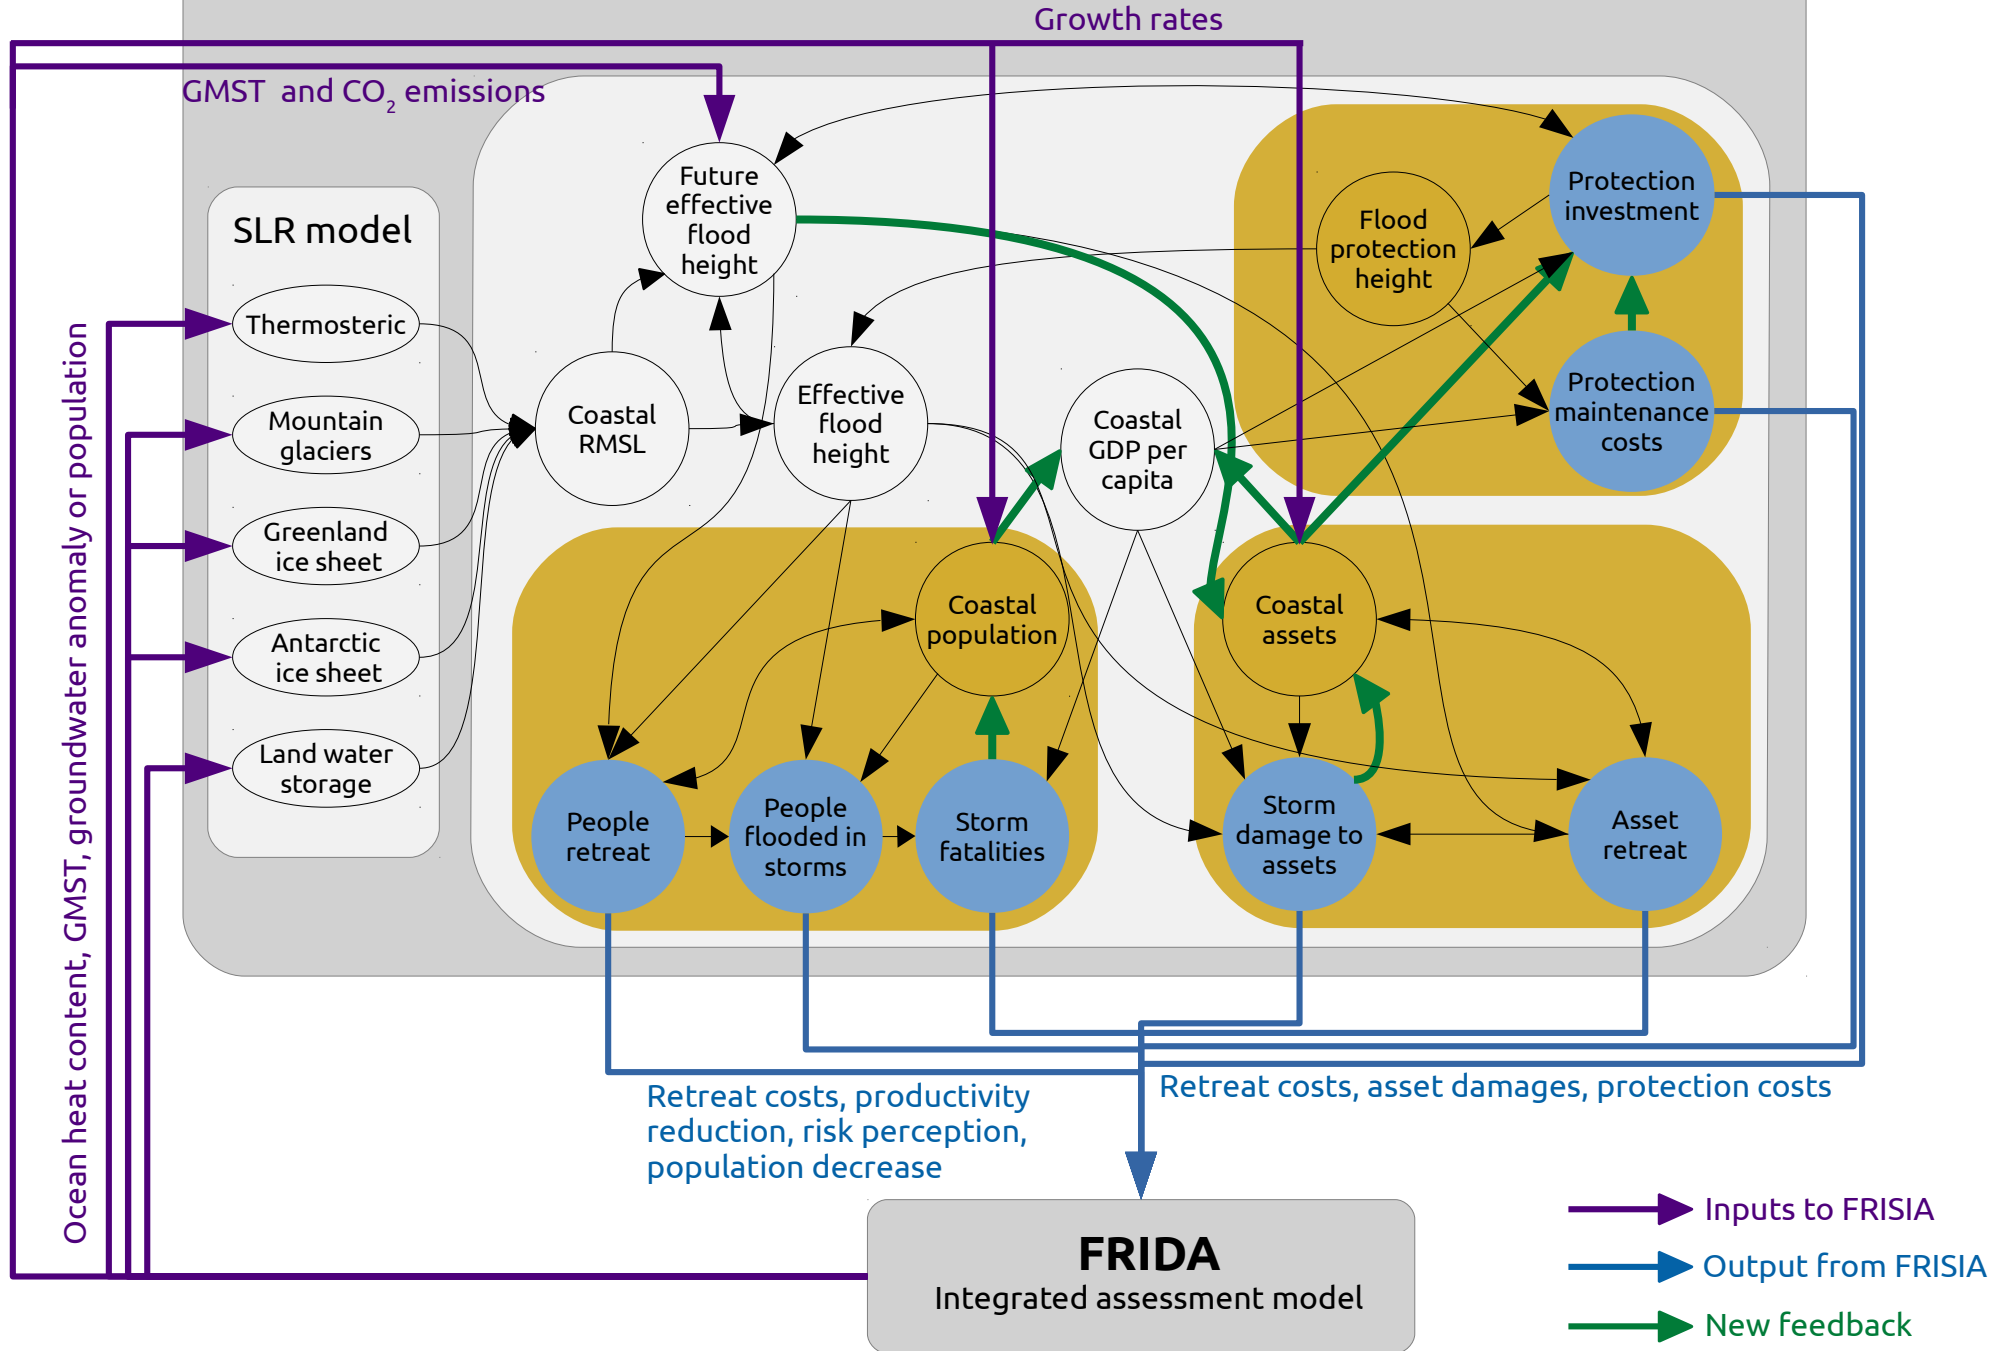 Growth rates
GMST and CO2 emissions
SLR model
Thermosteric
Mountain
glaciers
Greenland
ice sheet
Antarctic
ice sheet
Land water
storage
Ocean heat content, GMST, groundwater anomaly or population
Future
effective
flood
height
Coastal
RMSL
Effective
flood
height
Coastal
GDP per
capita
Flood
protection
height
Protection
investment
Protection
maintenance
costs
Coastal
population
People
retreat
People
flooded in
storms
Storm
fatalities
Coastal
assets
Storm
damage to
assets
Asset
retreat
Retreat costs, productivity
reduction, risk perception,
population decrease
Retreat costs, asset damages, protection costs
FRIDA
Integrated assessment model
Inputs to FRISIA
Output from FRISIA
New feedback